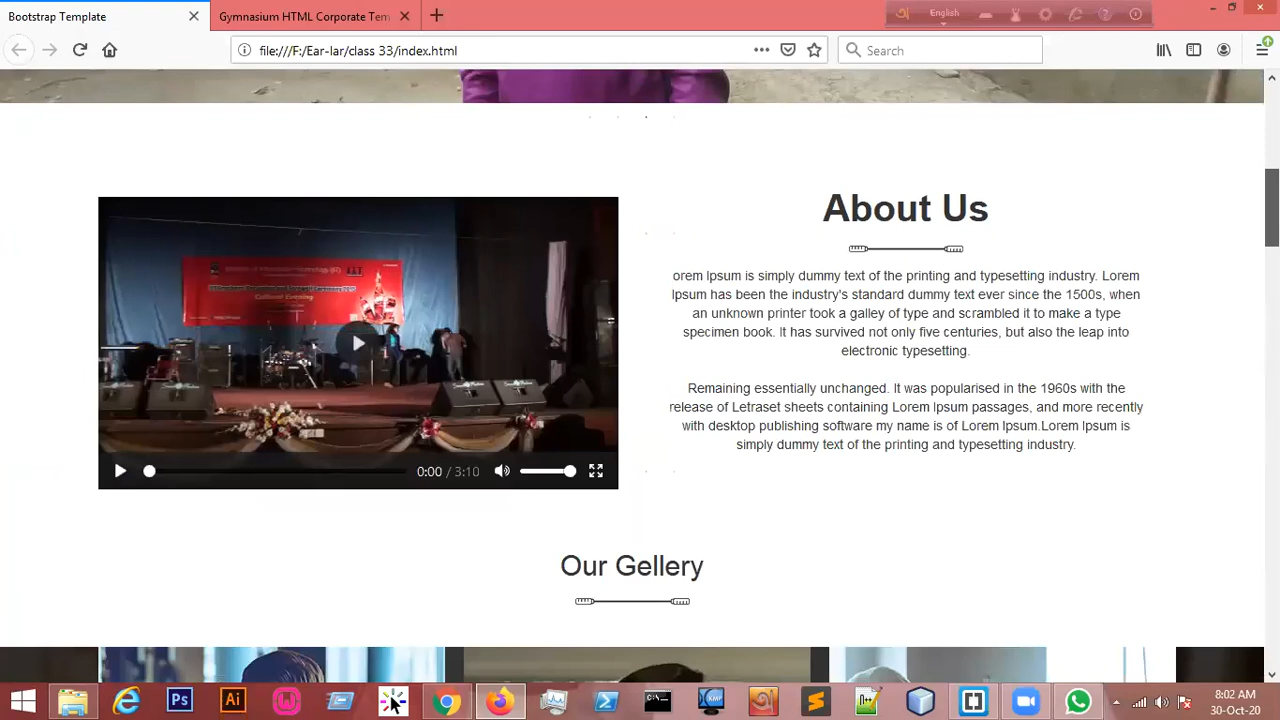 Bootstrap Template
Gymnasium HTML Corporate Tem
English
file:///F:/Ear-lar/class 33/index.html
Search
About Us
orem Ipsum is simply dummy text of the printing and typesetting industry. Lorem
Ipsum has been the industry's standard dummy text ever since the 1500s, when
an unknown printer took a galley of type and scrambled it to make a type
specimen book. It has survived not only five centuries, but also the leap into
electronic typesetting.
Remaining essentially unchanged. It was popularised in the 1960s with the
release of Letraset sheets containing Lorem Ipsum passages, and more recently
with desktop publishing software my name is of Lorem Ipsum.Lorem Ipsum is
simply dummy text of the printing and typesetting industry.
Cultural Evening
0:00 / 3:10
Our Gellery
Ps
Ai
8:02 AM
30-Oct-20